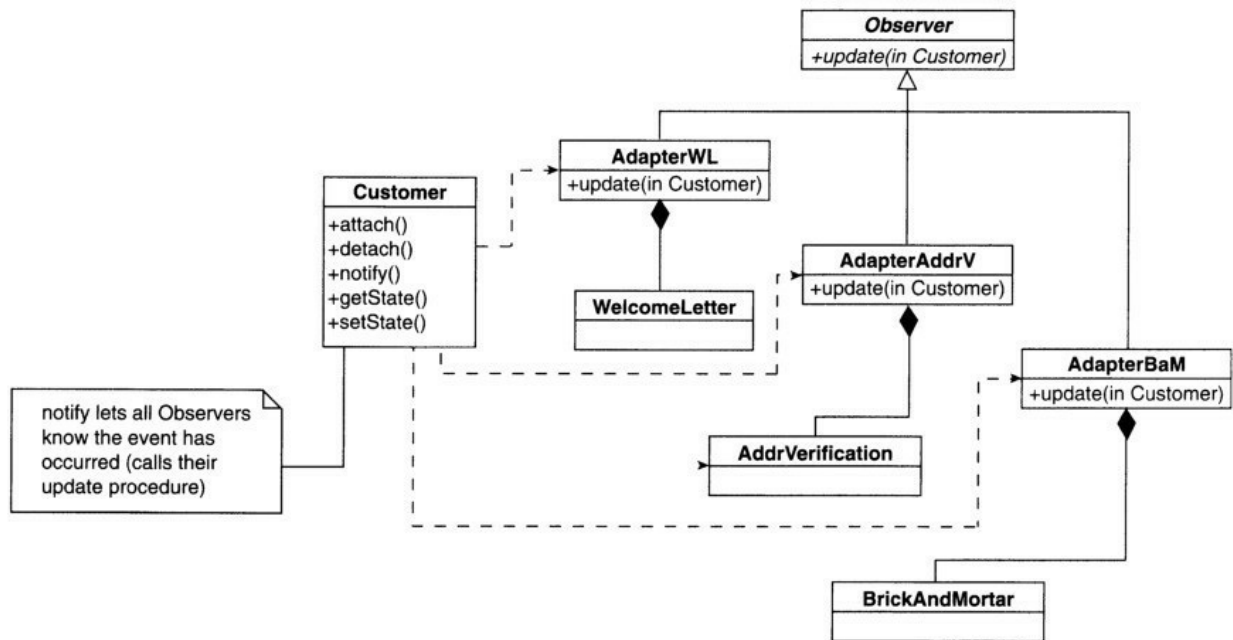 Observer
+update(in Customer)
AdapterWL
+update(in Customer)
Customer
+attach()
+detach()
+notify()
+getState()
+setState()
AdapterAddrV
+update(in Customer)
WelcomeLetter
AdapterBaM
+update(in Customer)
notify lets all Observers
know the event has
occurred (calls their
update procedure)
AddrVerification
BrickAndMortar